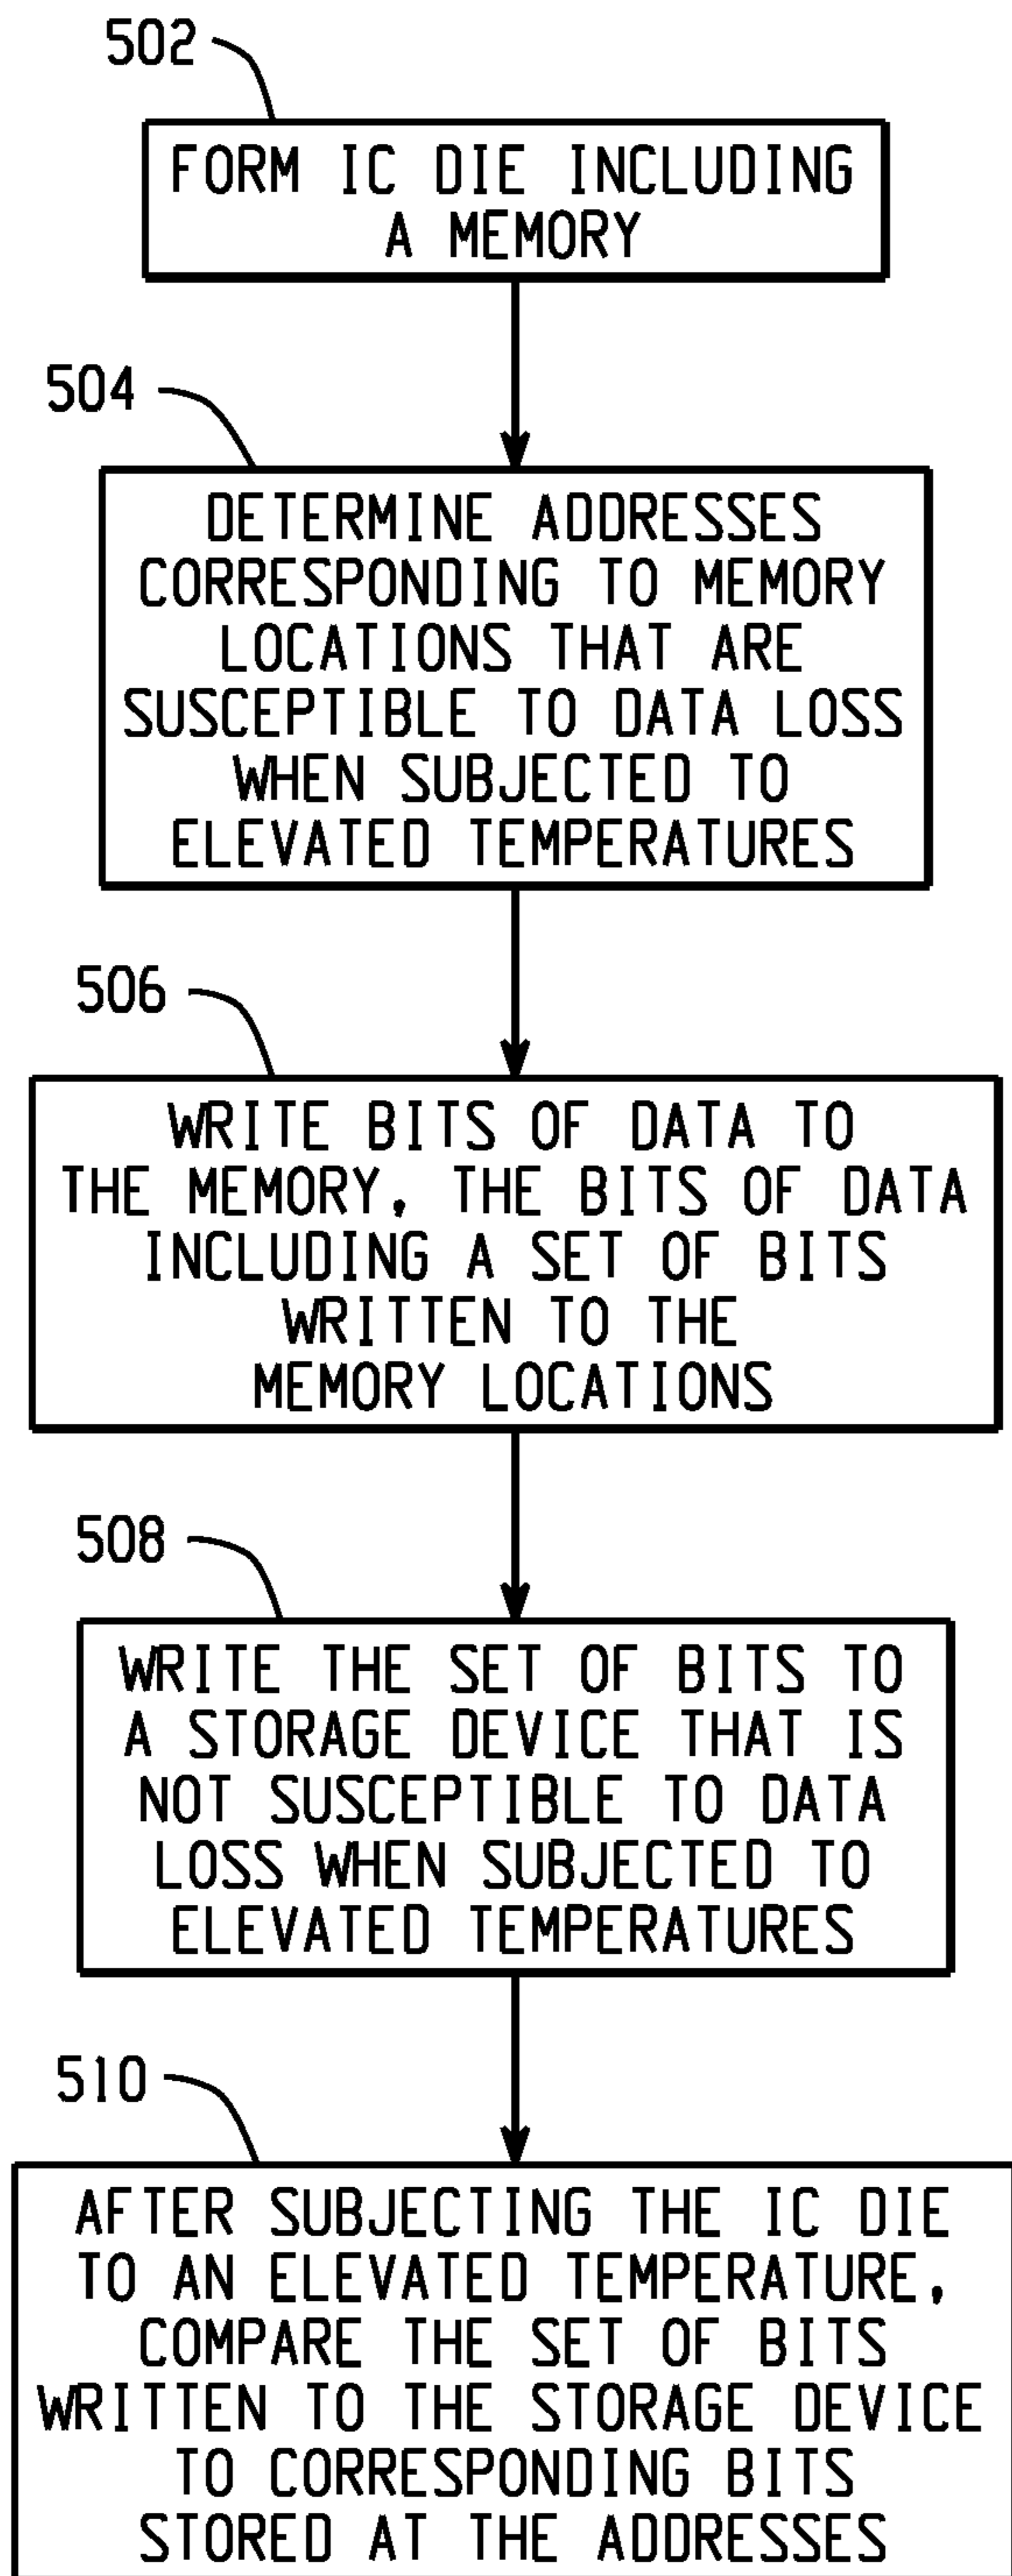 502
FORM IC DIE INCLUDING
A MEMORY
504
DETERMINE ADDRESSES
CORRESPONDING TO MEMORY
LOCATIONS THAT ARE
SUSCEPTIBLE TO DATA LOSS
WHEN SUBJECTED TO
ELEVATED TEMPERATURES
506
WRITE BITS OF DATA TO
THE MEMORY, THE BITS OF DATA
INCLUDING A SET OF BITS
WRITTEN TO THE
MEMORY LOCATIONS
508
WRITE THE SET OF BITS TO
A STORAGE DEVICE THAT IS
NOT SUSCEPTIBLE TO DATA
LOSS WHEN SUBJECTED TO
ELEVATED TEMPERATURES
510
AFTER SUBJECTING THE IC DIE
TO AN ELEVATED TEMPERATURE,
COMPARE THE SET OF BITS
WRITTEN TO THE STORAGE DEVICE
TO CORRESPONDING BITS
STORED AT THE ADDRESSES